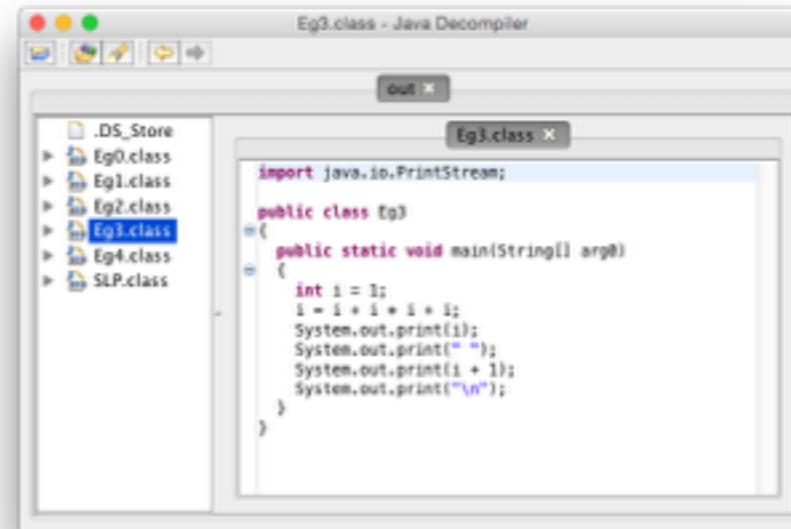 Eg3.class - Java Decompiler
out
.DS_Store
Eg0.class
Eg1.class
Eg2.class
Eg3.class
Eg4.class
SLP.class
Eg3.class
import java.io.PrintStream;
public class Eg3
{
public static void main(String[] arg0)
{
int i = 1;
i = i + i + i + i;
System.out.print(i);
System.out.print(" ");
System.out.print(i + 1);
System.out.print("\n");
}
}